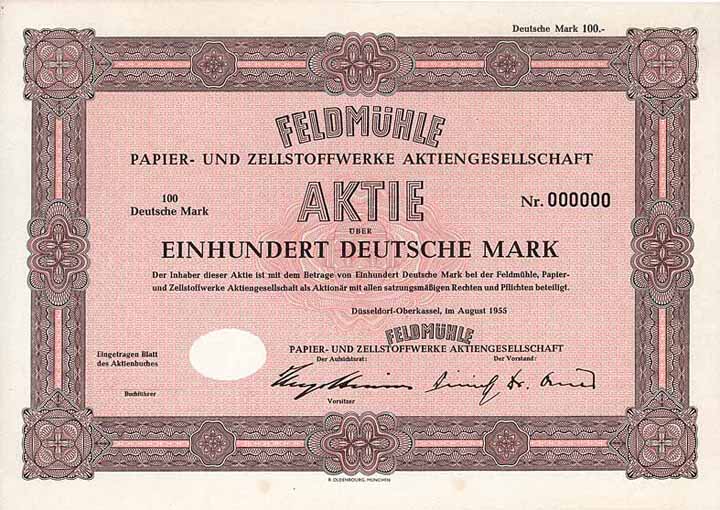 Deutsche Mark 100.-
FELDMÜHLE
PAPIER- UND ZELLSTOFFWERKE AKTIENGESELLSCHAFT
100
Deutsche Mark
AKTIE
Nr. 000000
ÜBER
EINHUNDERT DEUTSCHE MARK
Der Inhaber dieser Aktie ist mit dem Betrage von Einhundert Deutsche Mark bei der Feldmühle, Papier-
und Zellstoffwerke Aktiengesellschaft als Aktionär mit allen satzungsmäßigen Rechten und Pflichten beteiligt.
Düsseldorf-Oberkassel, im August 1955
FELDMÜHLE
PAPIER- UND ZELLSTOFFWERKE AKTIENGESELLSCHAFT
Der Aufsichtsrat:
Der Vorstand:
Eingetragen Blatt
des Aktienbuches
Buchführer
Vorsitzer
R. OLDENBOURG, MÜNCHEN